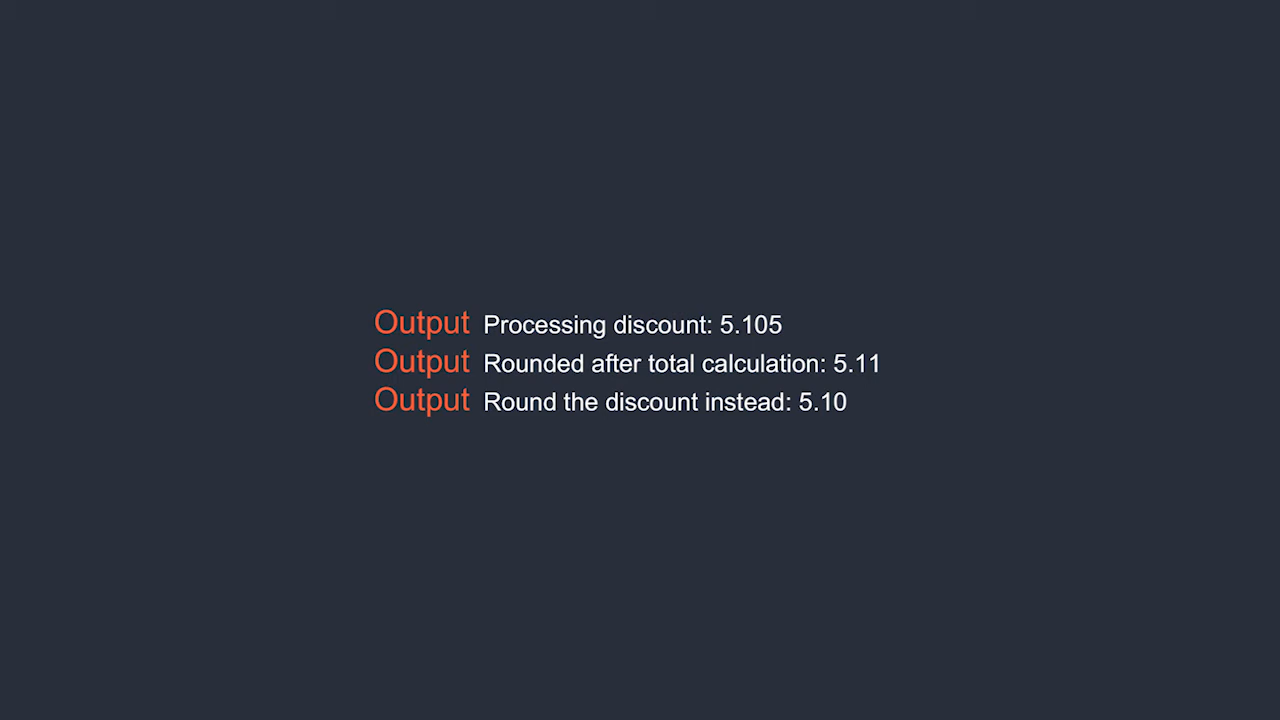 Output Processing discount: 5.105
Output Rounded after total calculation: 5.11
Output Round the discount instead: 5.10